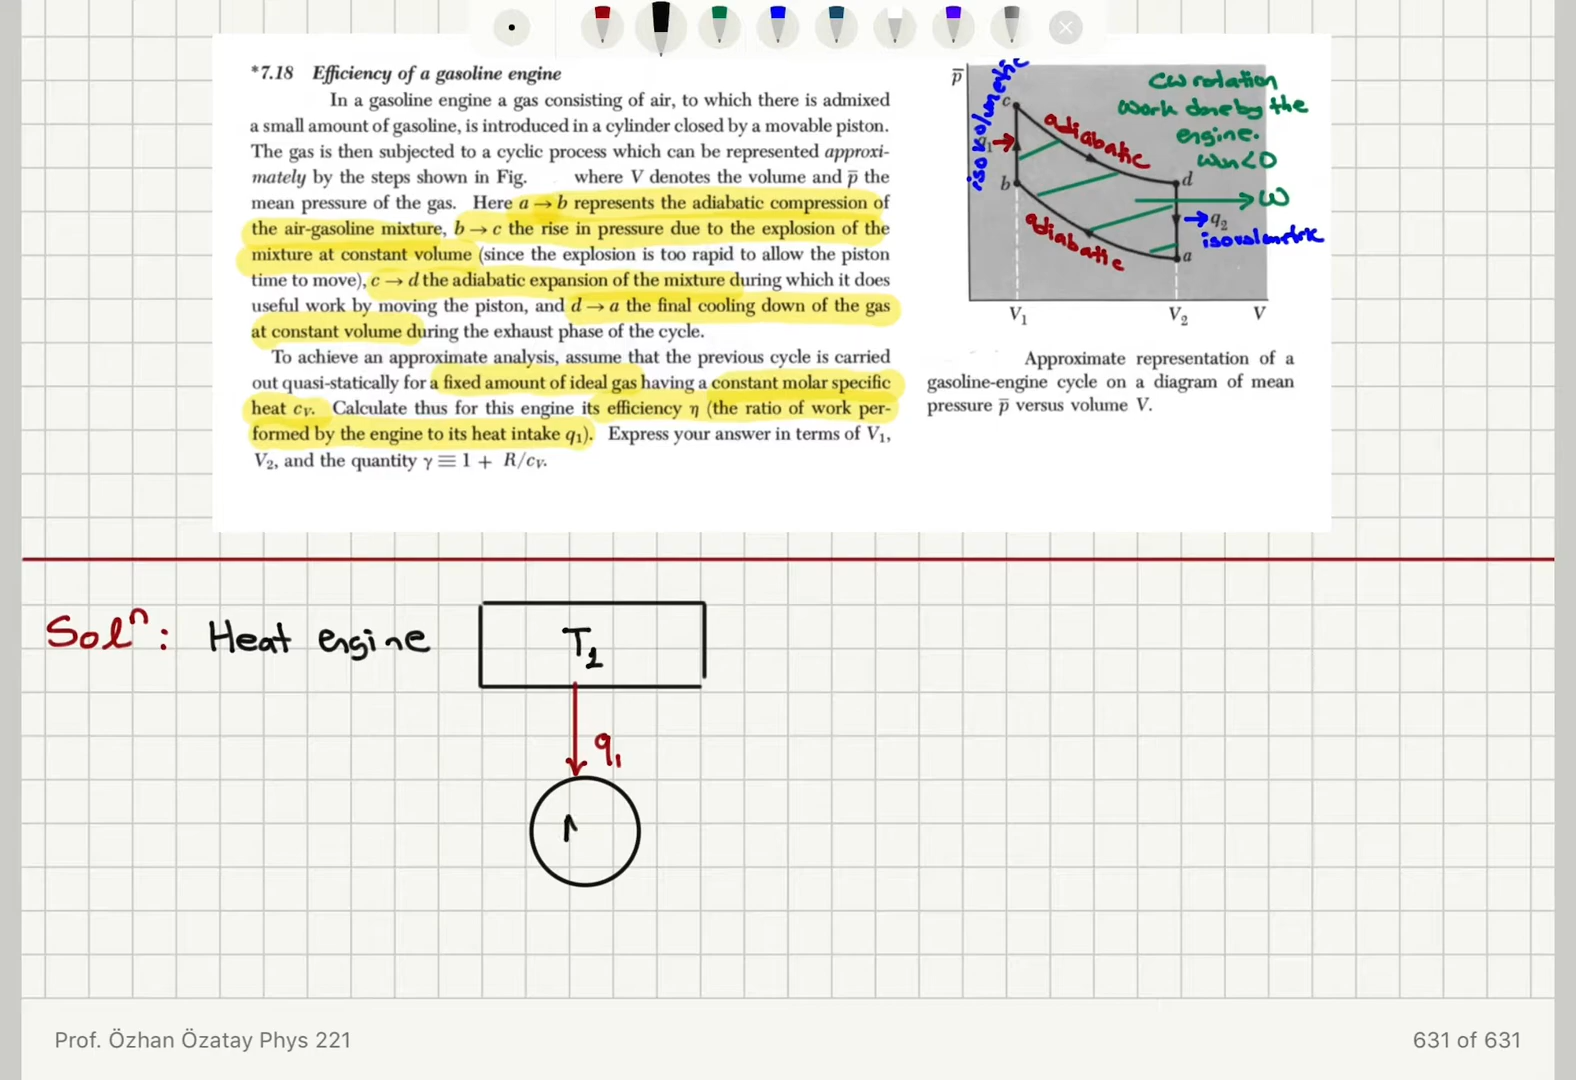 *7.18 Efficiency of a gasoline engine
In a gasoline engine a gas consisting of air, to which there is admixed
a small amount of gasoline, is introduced in a cylinder closed by a movable piston.
The gas is then subjected to a cyclic process which can be represented approxi-
mately by the steps shown in Fig. where V denotes the volume and p̅ the
mean pressure of the gas. Here a → b represents the adiabatic compression of
the air-gasoline mixture, b → c the rise in pressure due to the explosion of the
mixture at constant volume (since the explosion is too rapid to allow the piston
time to move), c → d the adiabatic expansion of the mixture during which it does
useful work by moving the piston, and d → a the final cooling down of the gas
at constant volume during the exhaust phase of the cycle.
To achieve an approximate analysis, assume that the previous cycle is carried
out quasi-statically for a fixed amount of ideal gas having a constant molar specific
heat c_V. Calculate thus for this engine its efficiency η (the ratio of work per-
formed by the engine to its heat intake q₁). Express your answer in terms of V₁,
V₂, and the quantity γ ≡ 1 + R/c_V.
p̅
isovolumetric
c
q₁
b
adiabatic
adiabatic
CW rotation
work done by the
engine.
d
w
q₂
isovolumetric
a
V₁
V₂
V
Approximate representation of a
gasoline-engine cycle on a diagram of mean
pressure p̅ versus volume V.
Solⁿ: Heat engine
T₁
q₁
Prof. Özhan Özatay Phys 221
631 of 631